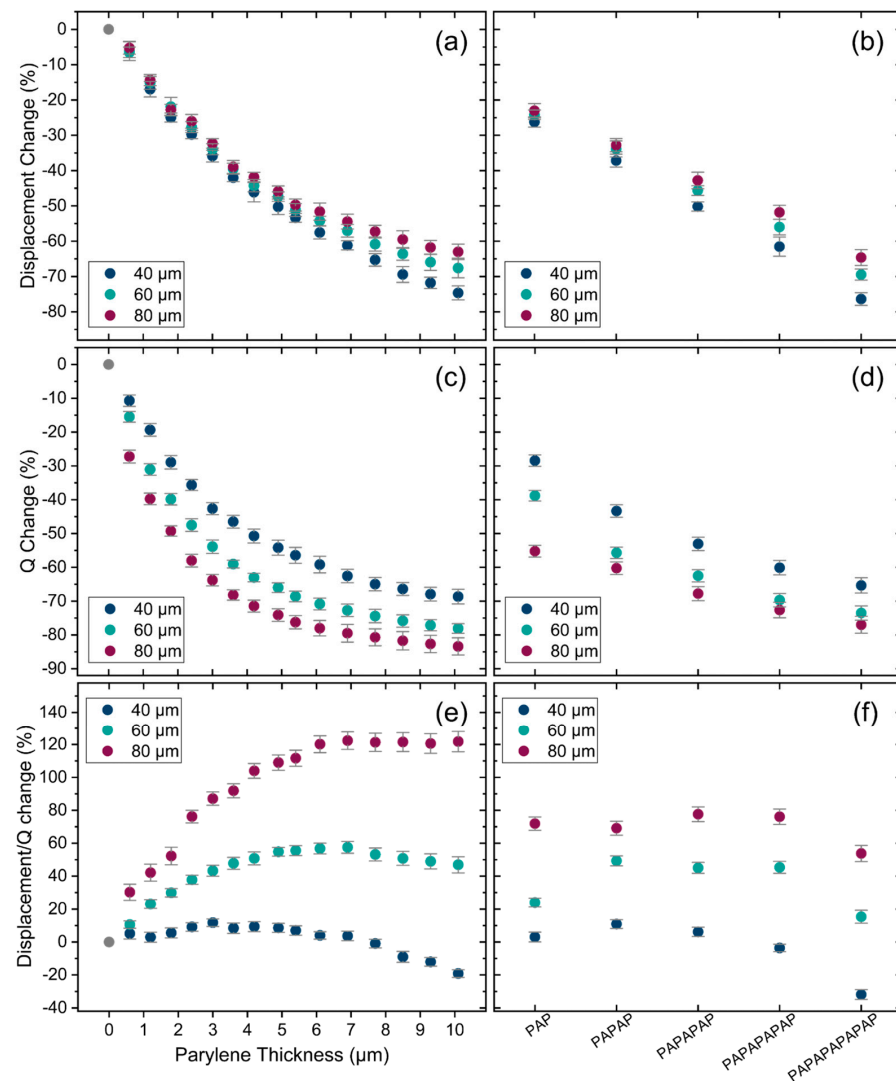 (a)
Displacement Change (%)
0
-10
-20
-30
-40
-50
-60
-70
-80
40 μm
60 μm
80 μm
(b)
40 μm
60 μm
80 μm
(c)
Q Change (%)
0
-10
-20
-30
-40
-50
-60
-70
-80
-90
40 μm
60 μm
80 μm
(d)
40 μm
60 μm
80 μm
(e)
Displacement/Q change (%)
140
120
100
80
60
40
20
0
-20
-40
40 μm
60 μm
80 μm
0 1 2 3 4 5 6 7 8 9 10
Parylene Thickness (μm)
(f)
40 μm
60 μm
80 μm
PAP
PAPAP
PAPAPAP
PAPAPAPAP
PAPAPAPAPAP